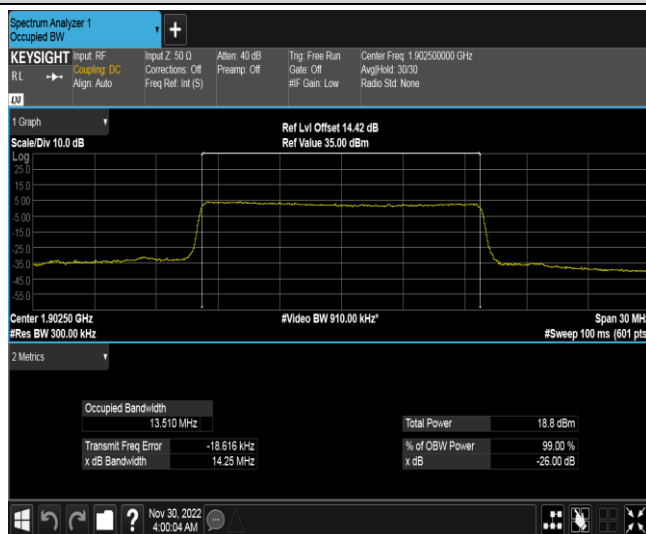 Spectrum Analyzer 1
Occupied BW
+
KEYSIGHT
R L
LXI
Input: RF
Coupling: DC
Align: Auto
Input Z: 50 Ω
Corrections: Off
Freq Ref: Int (S)
Atten: 40 dB
Preamp: Off
Trig: Free Run
Gate: Off
#IF Gain: Low
Center Freq: 1.902500000 GHz
Avg|Hold: 30/30
Radio Std: None
1 Graph
Scale/Div 10.0 dB
Ref Lvl Offset 14.42 dB
Ref Value 35.00 dBm
Log
25.0
15.0
5.00
-5.00
-15.0
-25.0
-35.0
-45.0
-55.0
Center 1.90250 GHz
#Res BW 300.00 kHz
#Video BW 910.00 kHz*
Span 30 MHz
#Sweep 100 ms (601 pts
2 Metrics
Occupied Bandwidth
13.510 MHz
Transmit Freq Error -18.616 kHz
x dB Bandwidth 14.25 MHz
Total Power 18.8 dBm
% of OBW Power 99.00 %
x dB -26.00 dB
?
Nov 30, 2022
4:00:04 AM